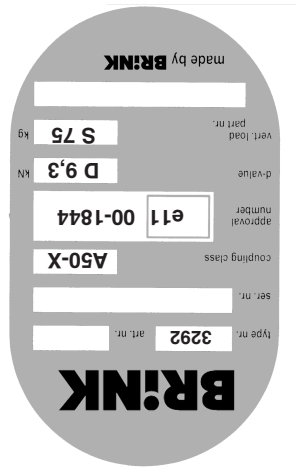 BRiNK
type nr. 3292 art. nr.
ser. nr.
coupling class A50-X
approval number e11 00-1844
d-value D 9,3 kN
vert. load S 75 kg
part nr.
made by BRiNK